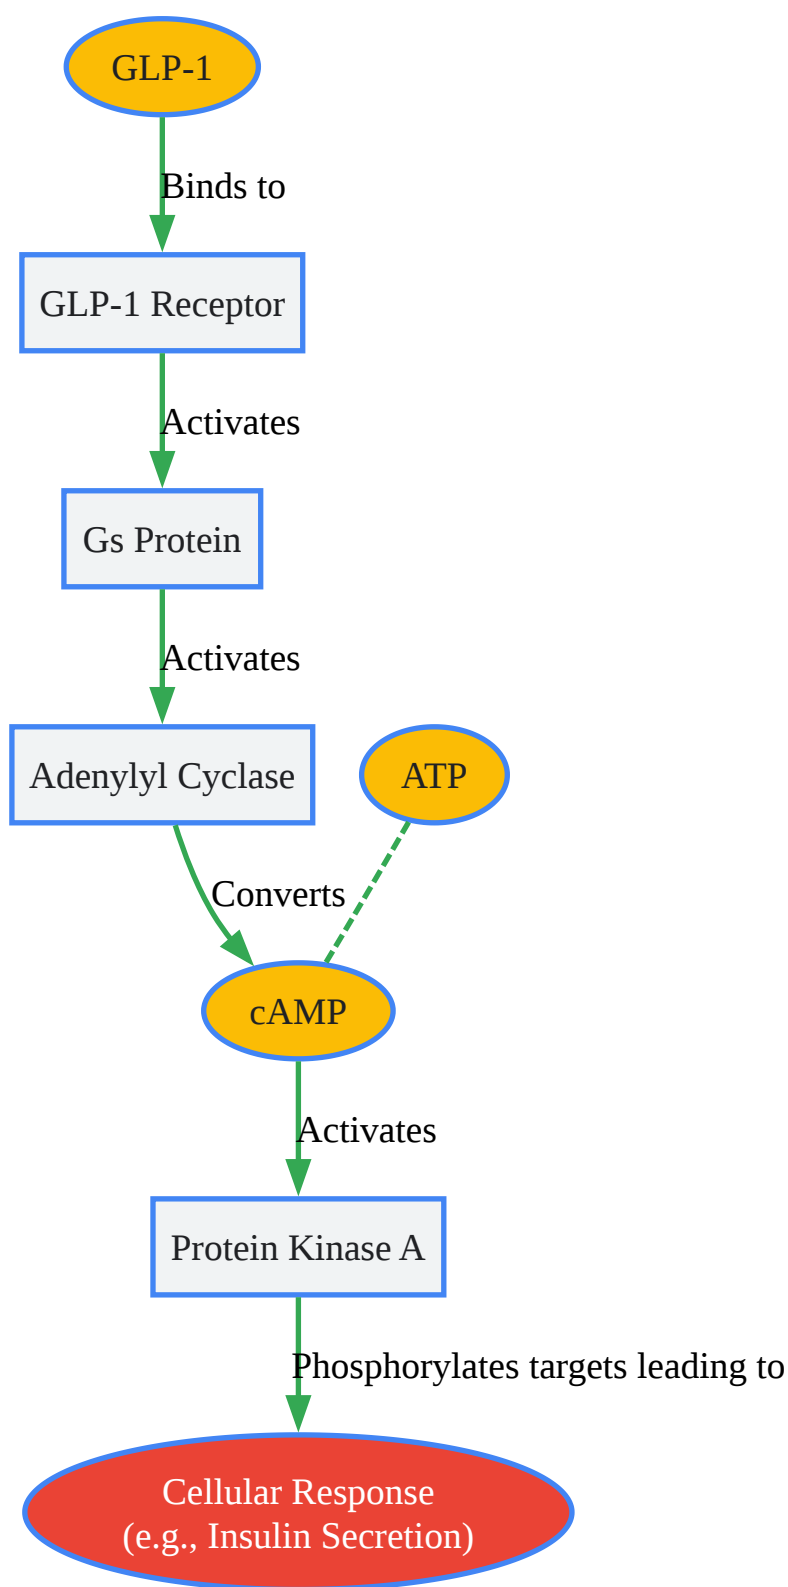 GLP-1
Binds to
GLP-1 Receptor
Activates
Gs Protein
Activates
Adenylyl Cyclase
ATP
Converts
cAMP
Activates
Protein Kinase A
Phosphorylates targets leading to
Cellular Response
(e.g., Insulin Secretion)